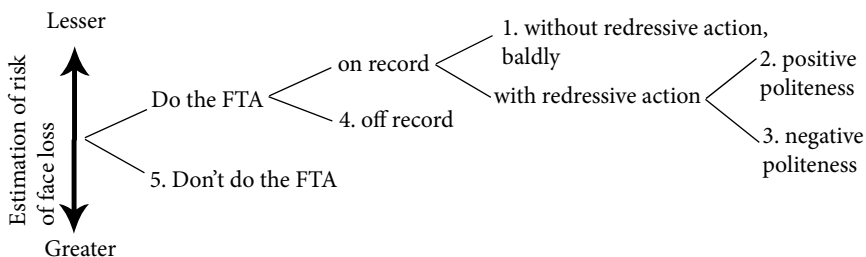 Lesser
Estimation of risk
of face loss
Greater
Do the FTA
5. Don't do the FTA
on record
4. off record
1. without redressive action,
baldly
with redressive action
2. positive
politeness
3. negative
politeness